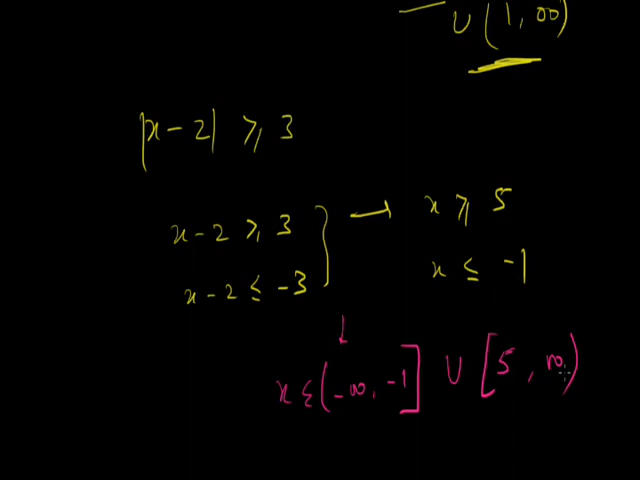 ∪ (1, ∞)
|x - 2| ≥ 3
x - 2 ≥ 3 } → x ≥ 5
x - 2 ≤ -3 x ≤ -1
↓
x ∈ (-∞, -1] ∪ [5, ∞)